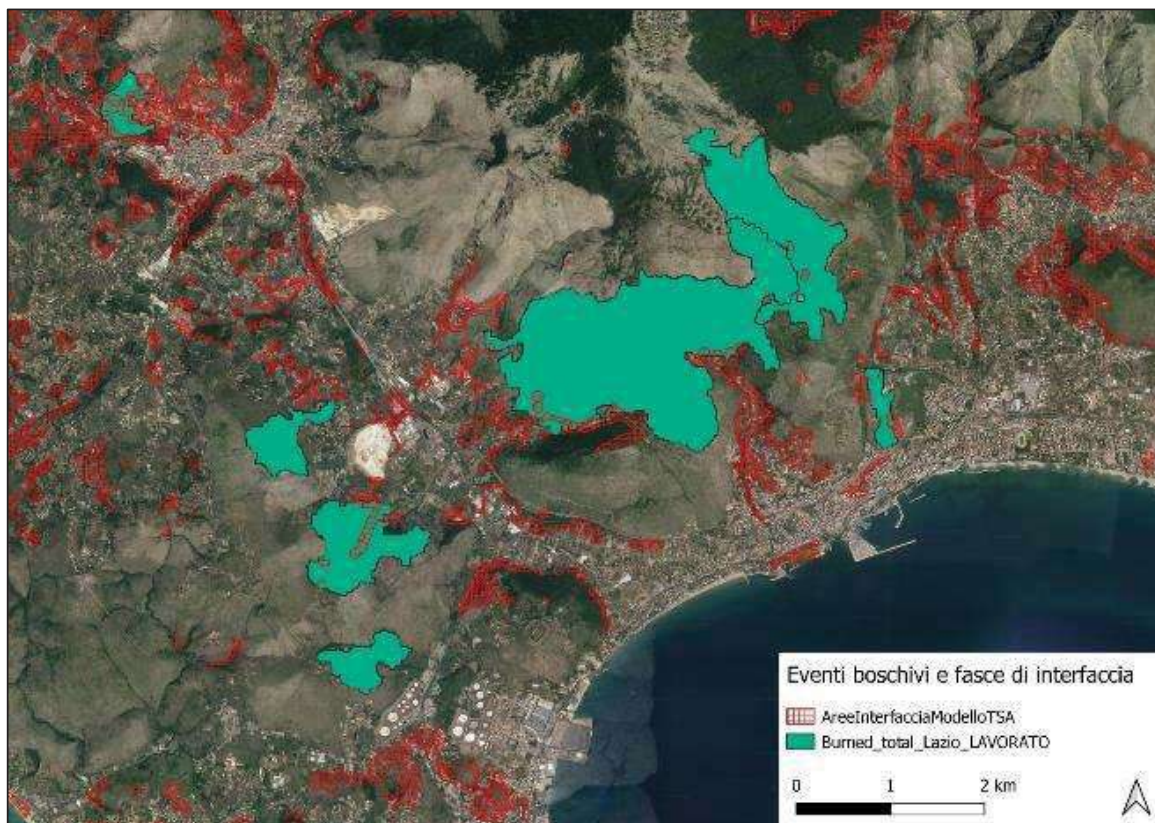 Eventi boschivi e fasce di interfaccia
AreeInterfacciaModelloTSA
Burned_total_Lazio_LAVORATO
0 1 2 km